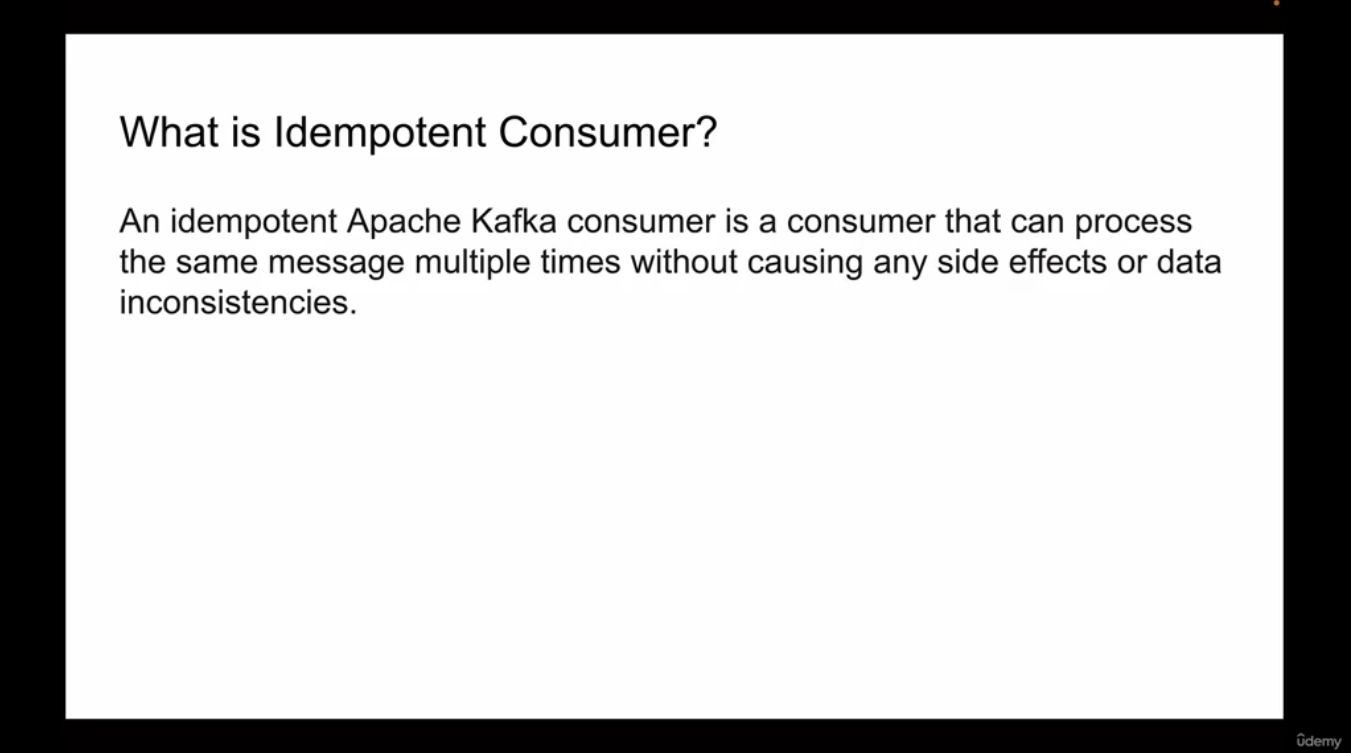 What is Idempotent Consumer?
An idempotent Apache Kafka consumer is a consumer that can process
the same message multiple times without causing any side effects or data
inconsistencies.
ûdemy